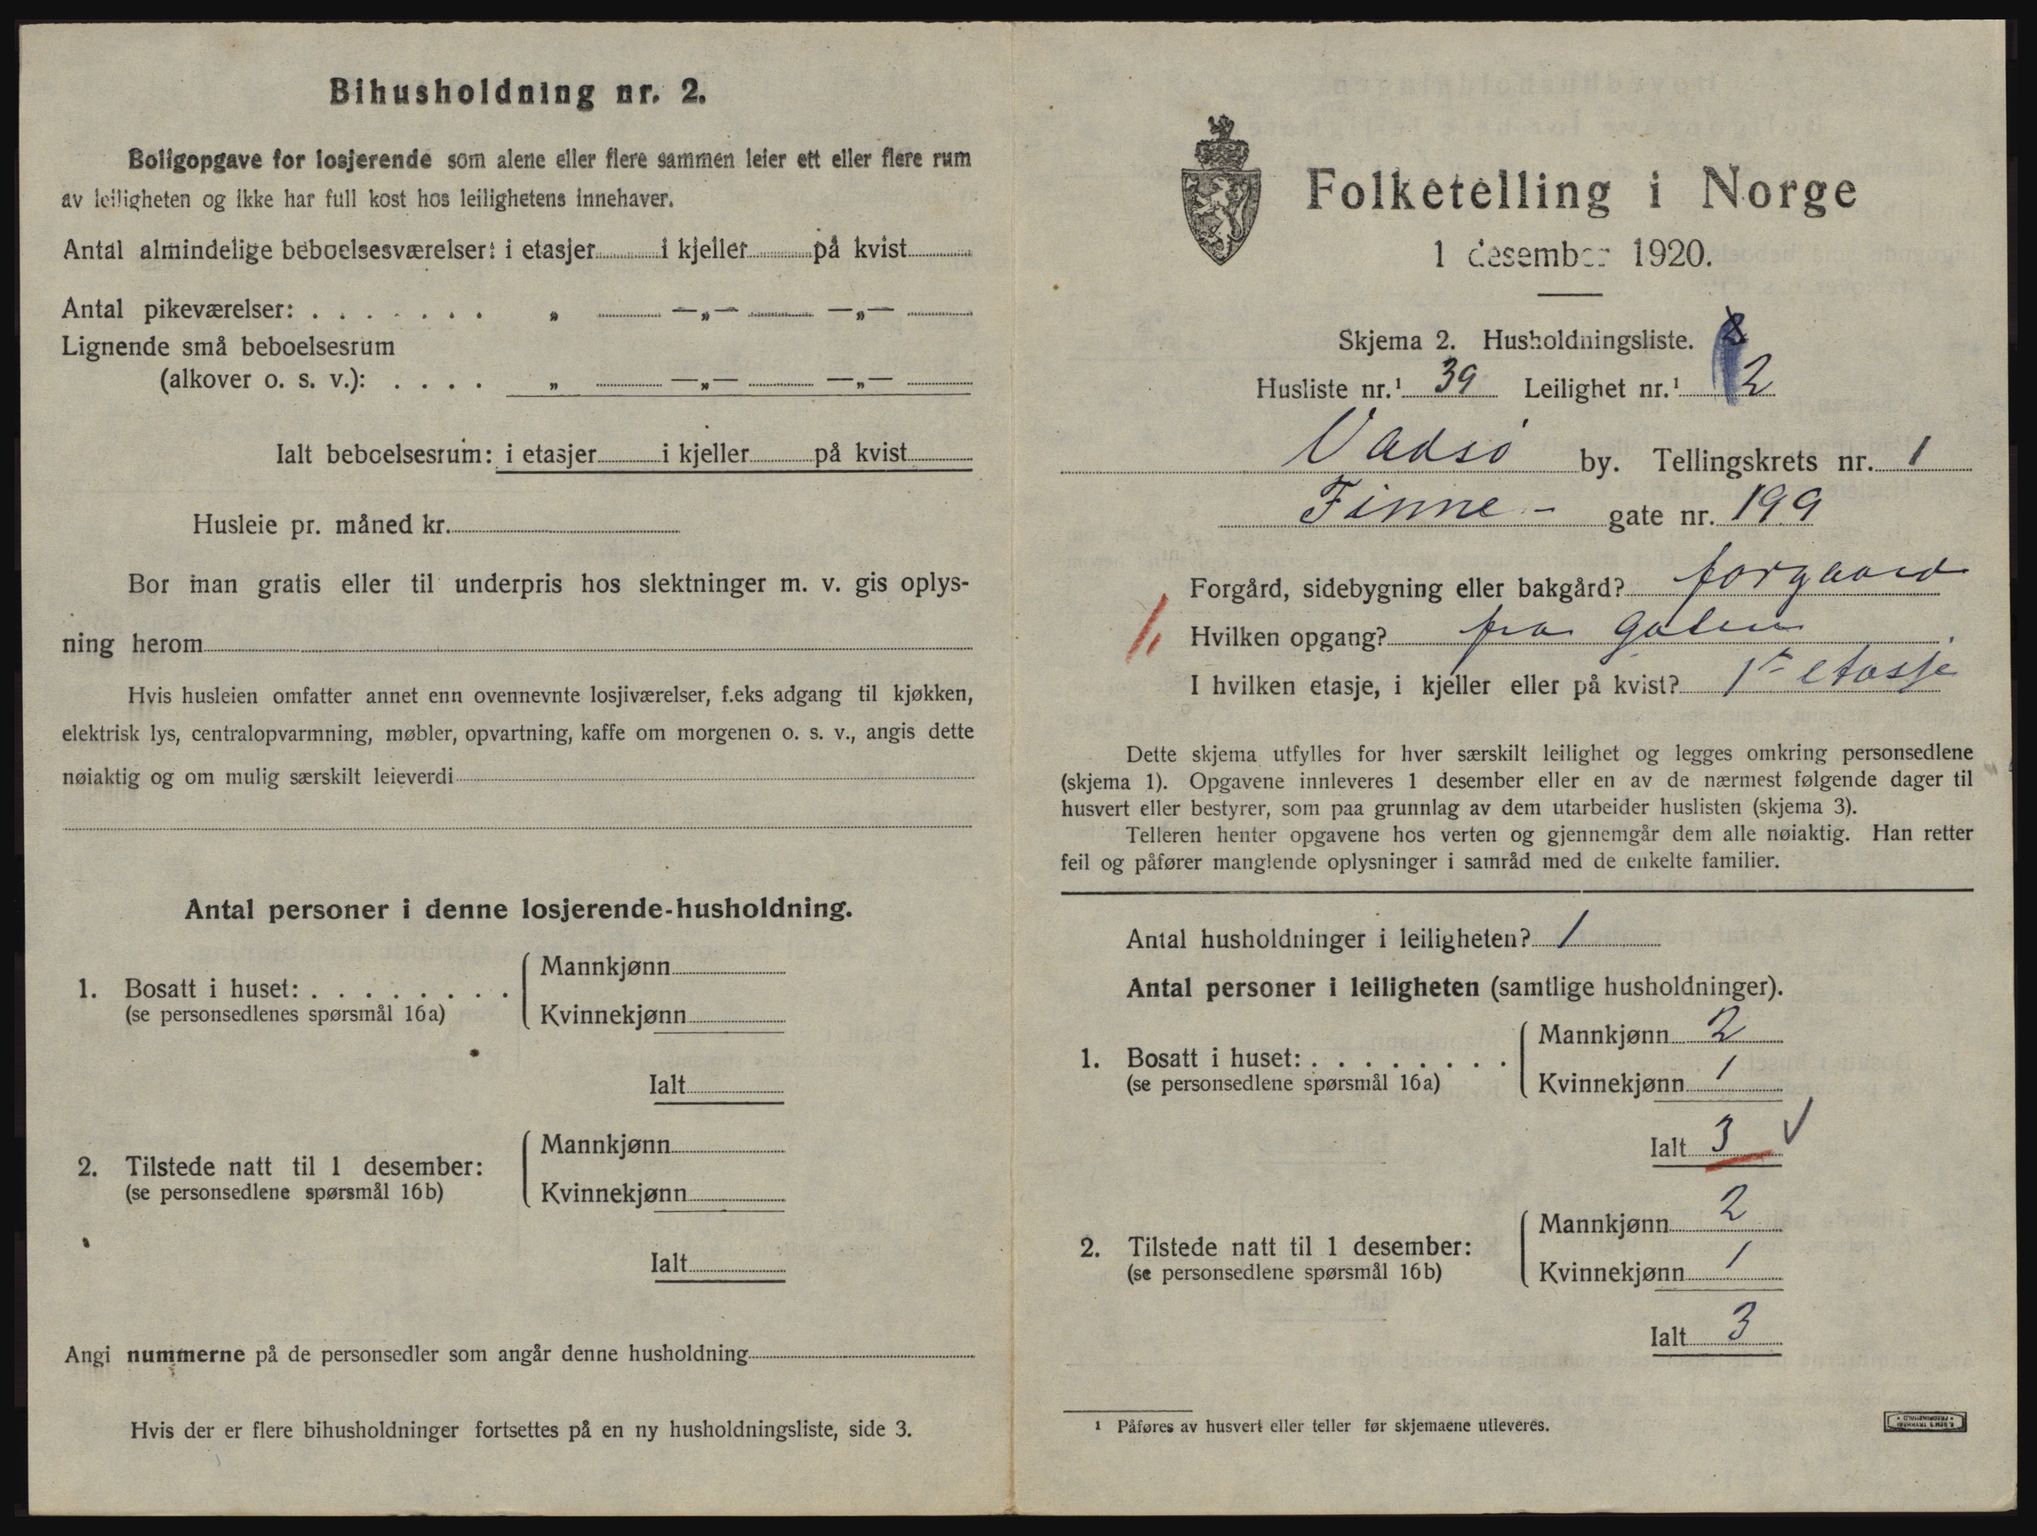 Bihusholdning nr. 2.
Boligopgave for losjerende som alene eller flere sammen leier ett eller flere rum
av leiligheten og ikke har full kost hos leilighetens innehaver.
Antal almindelige beboelsesværelser: i etasjer i kjeller på kvist
Antal pikeværelser: . . . . . . . „ —„— —„—
Lignende små beboelsesrum
(alkover o. s. v.): . . . . „ —„— —„—
Ialt beboelsesrum: i etasjer i kjeller på kvist
Husleie pr. måned kr.
Bor man gratis eller til underpris hos slektninger m. v. gis oplys-
ning herom
Hvis husleien omfatter annet enn ovennevnte losjiværelser, f.eks adgang til kjøkken,
elektrisk lys, centralopvarmning, møbler, opvartning, kaffe om morgenen o. s. v., angis dette
nøiaktig og om mulig særskilt leieverdi
Antal personer i denne losjerende-husholdning.
Mannkjønn
1. Bosatt i huset: . . . . . . . .
(se personsedlenes spørsmål 16a)
Kvinnekjønn
Ialt
Mannkjønn
2. Tilstede natt til 1 desember:
(se personsedlene spørsmål 16b)
Kvinnekjønn
Ialt
Angi nummerne på de personsedler som angår denne husholdning
Hvis der er flere bihusholdninger fortsettes på en ny husholdningsliste, side 3.
Folketelling i Norge
1 desember 1920.
Skjema 2. Husholdningsliste.
Husliste nr.¹ 39 Leilighet nr.¹ 2
Vadsö by. Tellingskrets nr. 1
Finne - gate nr. 199
Forgård, sidebygning eller bakgård? forgaard
Hvilken opgang? fra gaten
I hvilken etasje, i kjeller eller på kvist? 1ste etasje
Dette skjema utfylles for hver særskilt leilighet og legges omkring personsedlene
(skjema 1). Opgavene innleveres 1 desember eller en av de nærmest følgende dager til
husvert eller bestyrer, som paa grunnlag av dem utarbeider huslisten (skjema 3).
Telleren henter opgavene hos verten og gjennemgår dem alle nøiaktig. Han retter
feil og påfører manglende oplysninger i samråd med de enkelte familier.
Antal husholdninger i leiligheten? 1
Antal personer i leiligheten (samtlige husholdninger).
Mannkjønn 2
1. Bosatt i huset: . . . . . . . .
(se personsedlene spørsmål 16a)
Kvinnekjønn 1
Ialt 3
Mannkjønn 2
2. Tilstede natt til 1 desember:
(se personsedlene spørsmål 16b)
Kvinnekjønn 1
Ialt 3
¹ Påføres av husvert eller teller før skjemaene utleveres.